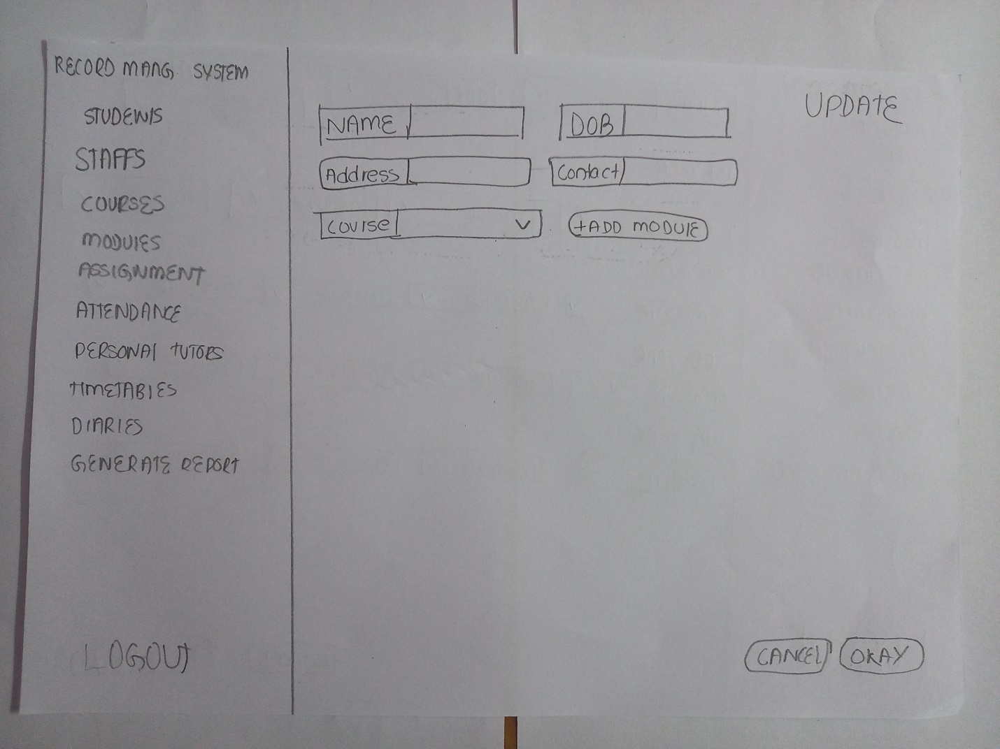 RECORD MANG. SYSTEM
STUDENTS
STAFFS
COURSES
MODULES
ASSIGNMENT
ATTENDANCE
PERSONAL TUTORS
TIMETABLES
DIARIES
GENERATE REPORT
LOGOUT
UPDATE
NAME DOB
Address Contact
Course +ADD MODULE
CANCEL OKAY